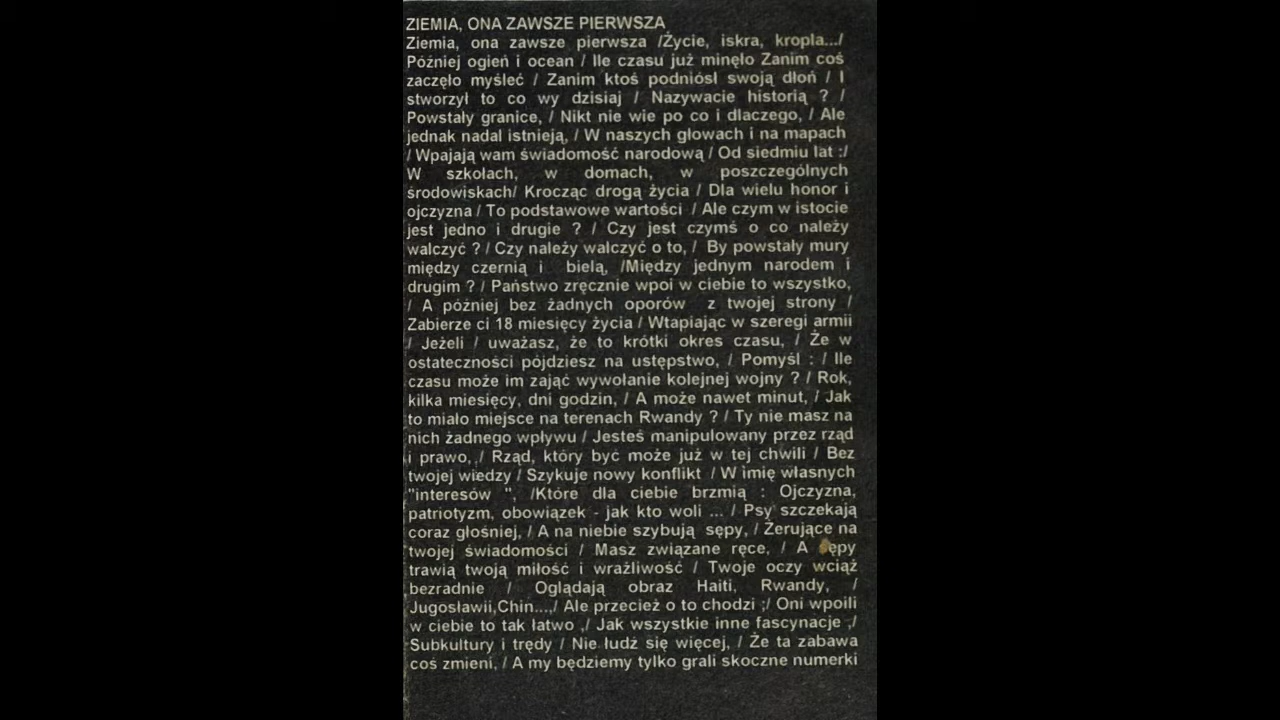 ZIEMIA, ONA ZAWSZE PIERWSZA
Ziemia, ona zawsze pierwsza /Życie, iskra, kropla.../
Później ogień i ocean / Ile czasu już minęło Zanim coś
zaczęło myśleć / Zanim ktoś podniósł swoją dłoń / I
stworzył to co wy dzisiaj / Nazywacie historią ? /
Powstały granice, / Nikt nie wie po co i dlaczego, / Ale
jednak nadal istnieją, / W naszych głowach i na mapach
/ Wpajają wam świadomość narodową / Od siedmiu lat :/
W szkołach, w domach, w poszczególnych
środowiskach/ Krocząc drogą życia / Dla wielu honor i
ojczyzna / To podstawowe wartości / Ale czym w istocie
jest jedno i drugie ? / Czy jest czymś o co należy
walczyć ? / Czy należy walczyć o to, / By powstały mury
między czernią i bielą, /Między jednym narodem i
drugim ? / Państwo zręcznie wpoi w ciebie to wszystko,
/ A później bez żadnych oporów z twojej strony /
Zabierze ci 18 miesięcy życia / Wtapiając w szeregi armii
/ Jeżeli / uważasz, że to krótki okres czasu, / Że w
ostateczności pójdziesz na ustępstwo, / Pomyśl : / Ile
czasu może im zająć wywołanie kolejnej wojny ? / Rok,
kilka miesięcy, dni godzin, / A może nawet minut, / Jak
to miało miejsce na terenach Rwandy ? / Ty nie masz na
nich żadnego wpływu / Jesteś manipulowany przez rząd
i prawo, / Rząd, który być może już w tej chwili / Bez
twojej wiedzy / Szykuje nowy konflikt / W imię własnych
"interesów ", /Które dla ciebie brzmią : Ojczyzna,
patriotyzm, obowiązek - jak kto woli ... / Psy szczekają
coraz głośniej, / A na niebie szybują sępy, / Żerujące na
twojej świadomości / Masz związane ręce, / A sępy
trawią twoją miłość i wrażliwość / Twoje oczy wciąż
bezradnie / Oglądają obraz Haiti, Rwandy, /
Jugosławii,Chin...,/ Ale przecież o to chodzi ;/ Oni wpoili
w ciebie to tak łatwo ,/ Jak wszystkie inne fascynacje ,/
Subkultury i trędy / Nie łudź się więcej, / Że ta zabawa
coś zmieni, / A my będziemy tylko grali skoczne numerki